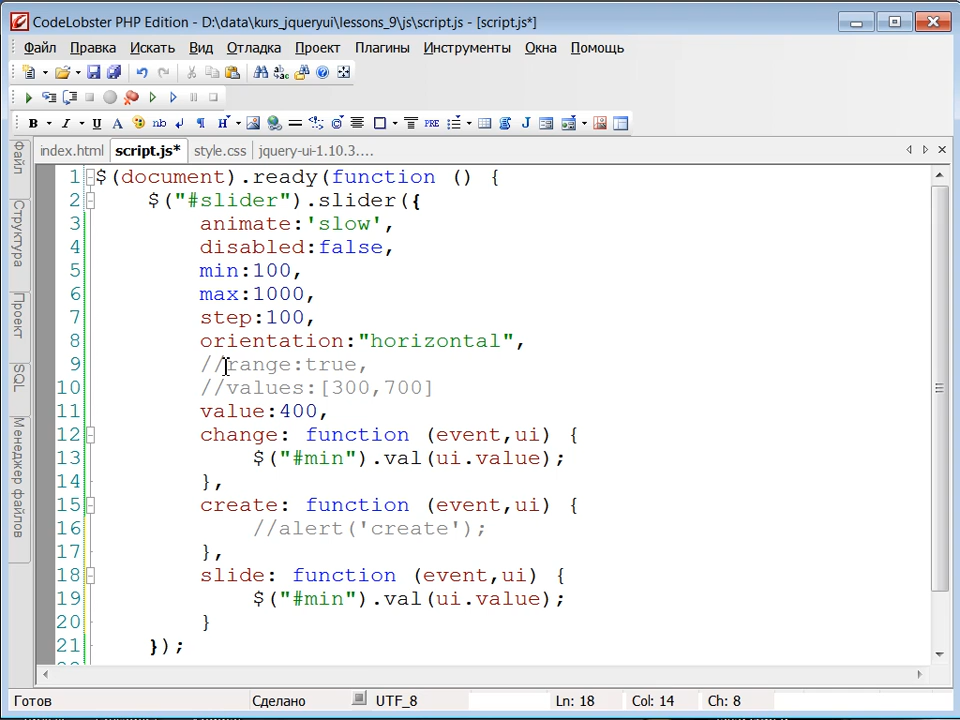 CodeLobster PHP Edition - D:\data\kurs_jqueryui\lessons_9\js\script.js - [script.js*]
Файл Правка Искать Вид Отладка Проект Плагины Инструменты Окна Помощь
B I U A nb H PRE J
index.html script.js* style.css jquery-ui-1.10.3....
Файл
Структура
Проект
SQL
Менеджер файлов
1 $(document).ready(function () {
2 $("#slider").slider({
3 animate:'slow',
4 disabled:false,
5 min:100,
6 max:1000,
7 step:100,
8 orientation:"horizontal",
9 //range:true,
10 //values:[300,700]
11 value:400,
12 change: function (event,ui) {
13 $("#min").val(ui.value);
14 },
15 create: function (event,ui) {
16 //alert('create');
17 },
18 slide: function (event,ui) {
19 $("#min").val(ui.value);
20 }
21 });
Готово Сделано UTF_8 Ln: 18 Col: 14 Ch: 8